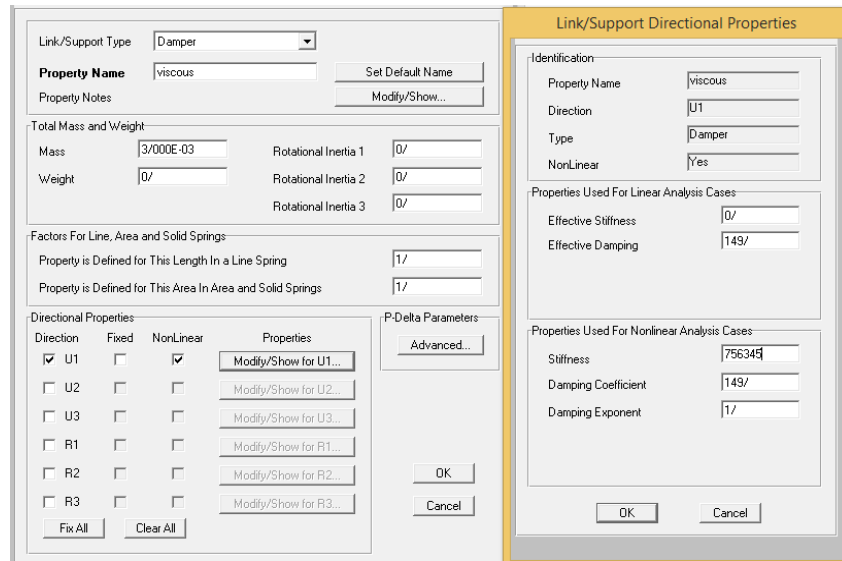 Link/Support Type Damper
Property Name viscous Set Default Name
Property Notes Modify/Show...
Total Mass and Weight
Mass 3/000E-03 Rotational Inertia 1 0/
Weight 0/ Rotational Inertia 2 0/
Rotational Inertia 3 0/
Factors For Line, Area and Solid Springs
Property is Defined for This Length In a Line Spring 1/
Property is Defined for This Area In Area and Solid Springs 1/
Directional Properties
Direction Fixed NonLinear Properties
U1 Modify/Show for U1...
U2 Modify/Show for U2...
U3 Modify/Show for U3...
R1 Modify/Show for R1...
R2 Modify/Show for R2...
R3 Modify/Show for R3...
Fix All Clear All
P-Delta Parameters
Advanced...
OK
Cancel
Link/Support Directional Properties
Identification
Property Name viscous
Direction U1
Type Damper
NonLinear Yes
Properties Used For Linear Analysis Cases
Effective Stiffness 0/
Effective Damping 149/
Properties Used For Nonlinear Analysis Cases
Stiffness 756345
Damping Coefficient 149/
Damping Exponent 1/
OK Cancel